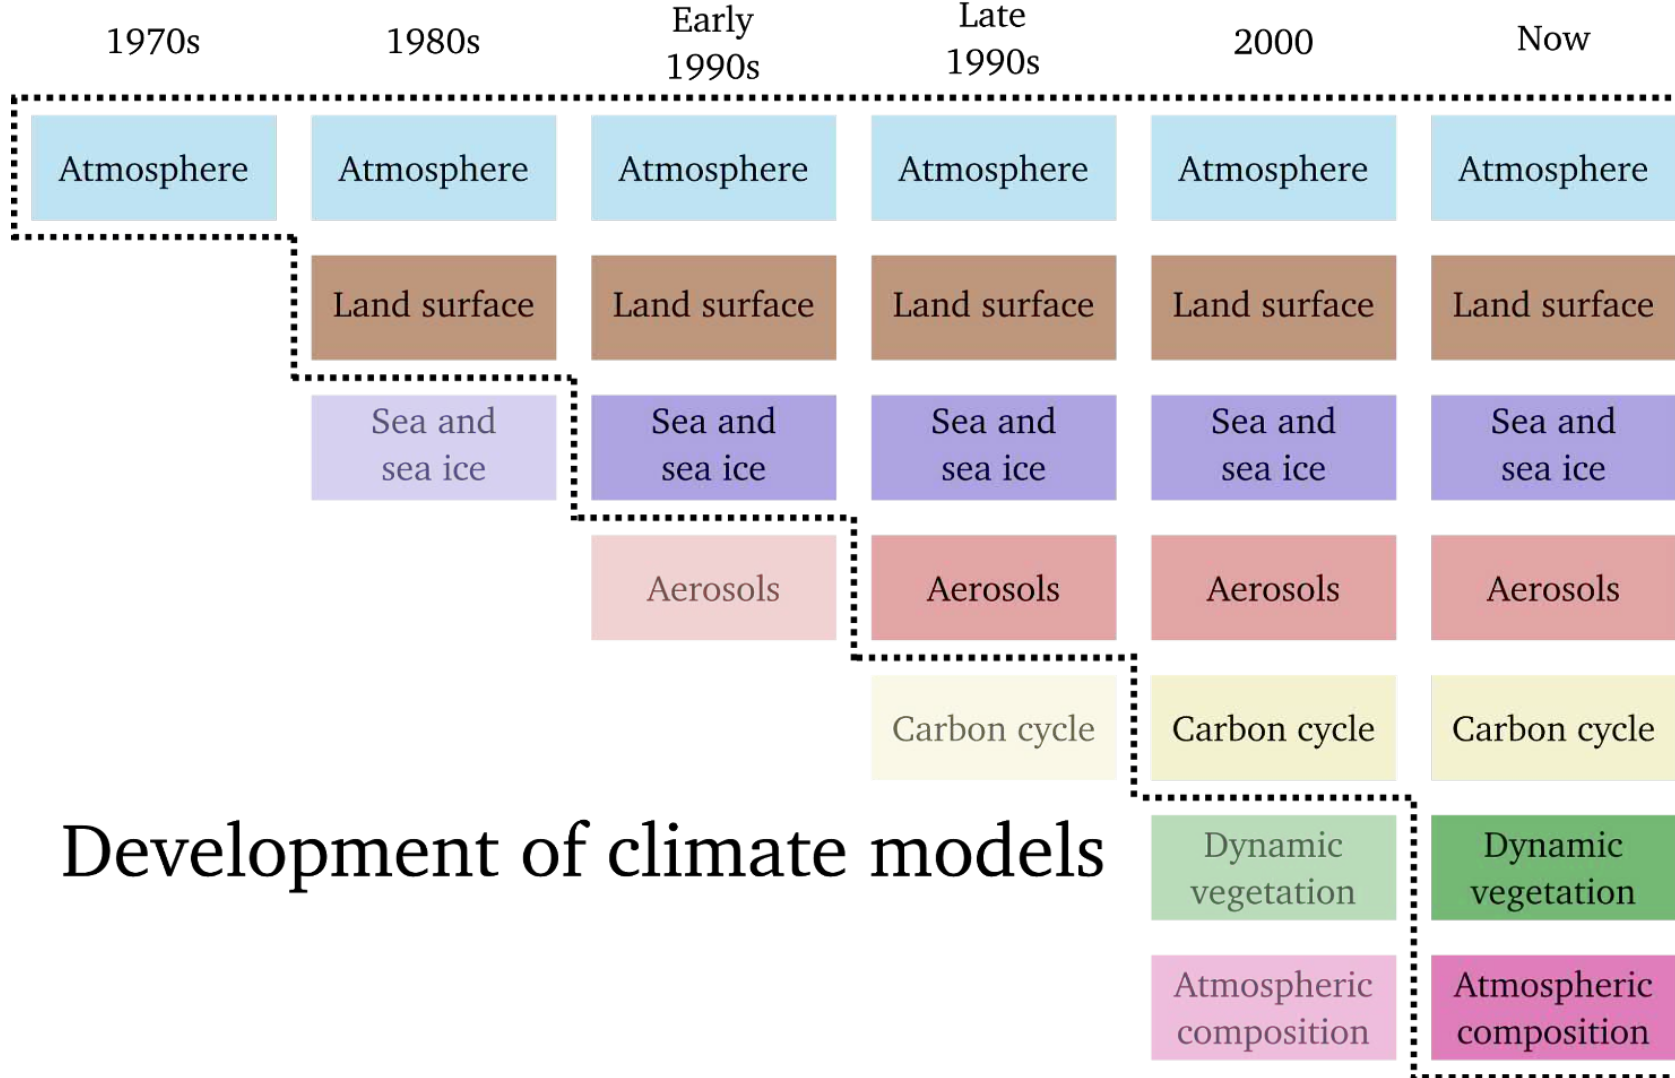 1970s
1980s
Early
1990s
Late
1990s
2000
Now
Atmosphere
Atmosphere
Atmosphere
Atmosphere
Atmosphere
Atmosphere
Land surface
Land surface
Land surface
Land surface
Land surface
Sea and
sea ice
Sea and
sea ice
Sea and
sea ice
Sea and
sea ice
Sea and
sea ice
Aerosols
Aerosols
Aerosols
Aerosols
Carbon cycle
Carbon cycle
Carbon cycle
Development of climate models
Dynamic
vegetation
Dynamic
vegetation
Atmospheric
composition
Atmospheric
composition